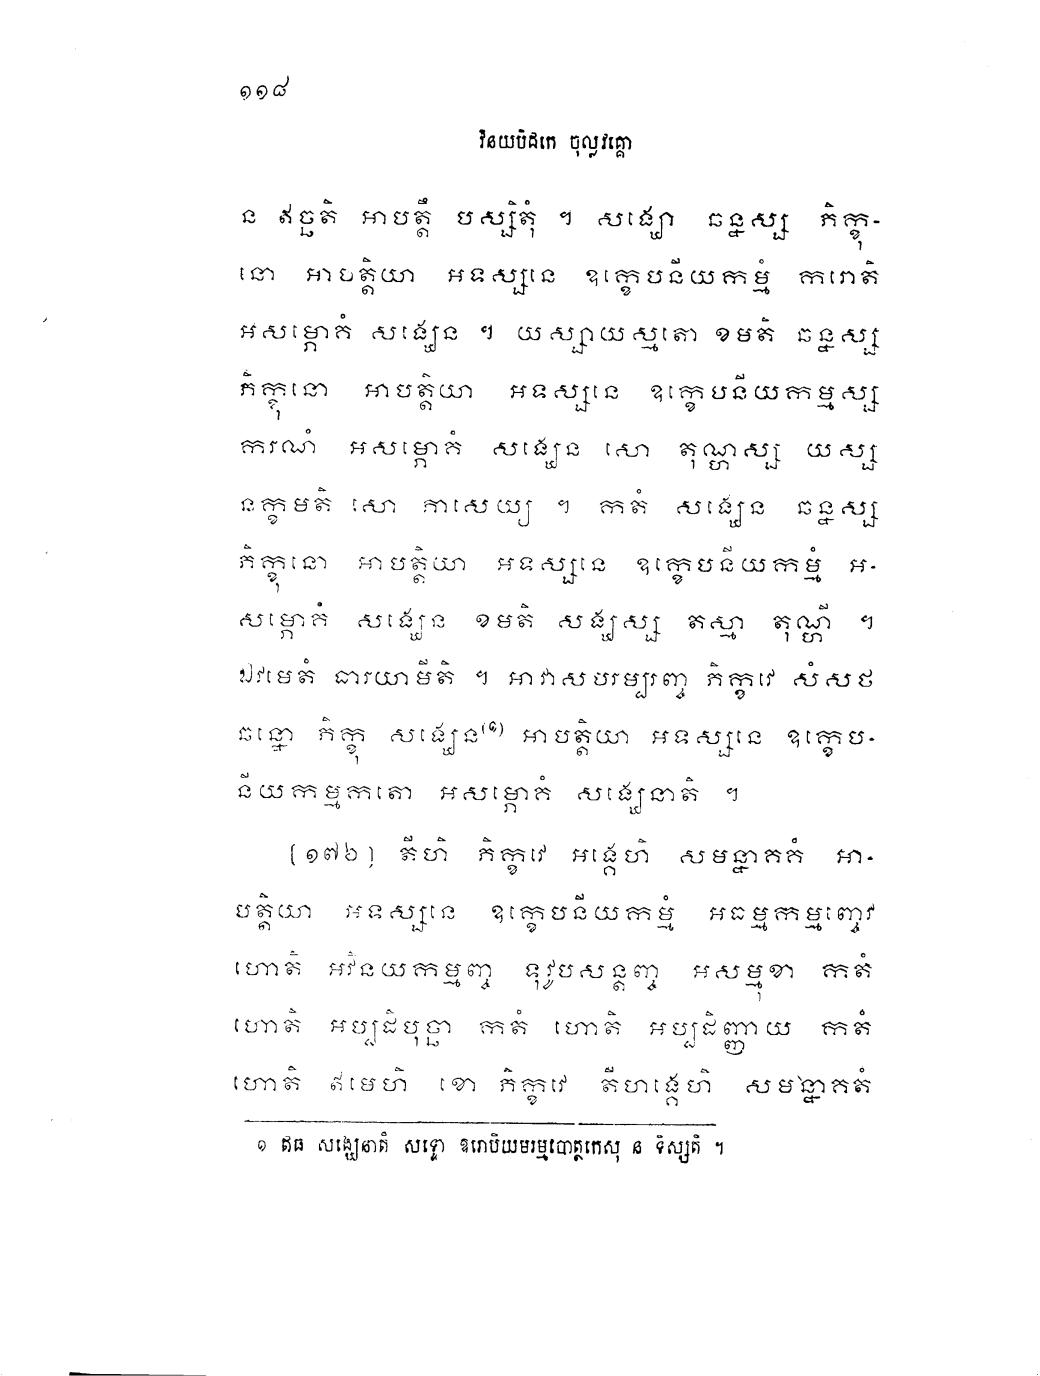 ១១៨
វិនយបិដកេ ចុល្លវគ្គោ
ន ឥច្ឆតិ អាបត្តឹ បស្សិតុំ ។ សង្ឃោ ឆន្នស្ស ភិក្ខុ-
នោ អាបត្តិយា អទស្សនេ ឧក្ខេបនីយកម្មំ ករោតិ
អសម្ភោគំ សង្ឃេន ។ យស្សាយស្មតោ ខមតិ ឆន្នស្ស
ភិក្ខុនោ អាបត្តិយា អទស្សនេ ឧក្ខេបនីយកម្មស្ស
ករណំ អសម្ភោគំ សង្ឃេន សោ តុណ្ហស្ស យស្ស
នក្ខមតិ សោ ភាសេយ្យ ។ កតំ សង្ឃេន ឆន្នស្ស
ភិក្ខុនោ អាបត្តិយា អទស្សនេ ឧក្ខេបនីយកម្មំ អ-
សម្ភោគំ សង្ឃេន ខមតិ សង្ឃស្ស តស្មា តុណ្ហី ។
ឯវមេតំ ធារយាមីតិ ។ អាវាសបរម្បរញ្ច ភិក្ខវេ សំសថ
ឆន្នោ ភិក្ខុ សង្ឃេន(១) អាបត្តិយា អទស្សនេ ឧក្ខេប-
នីយកម្មកតោ អសម្ភោគំ សង្ឃេនាតិ ។
[១៧៦] តីហិ ភិក្ខវេ អង្គេហិ សមន្នាគតំ អា-
បត្តិយា អទស្សនេ ឧក្ខេបនីយកម្មំ អធម្មកម្មញ្ចេវ
ហោតិ អវិនយកម្មញ្ច ទុវូបសន្តញ្ច អសម្មុខា កតំ
ហោតិ អប្បដិបុច្ឆា កតំ ហោតិ អប្បដិញ្ញាយ កតំ
ហោតិ ឥមេហិ ខោ ភិក្ខវេ តីហង្គេហិ សមន្នាគតំ
១ ឥធ សង្ឃេនាតិ សទ្ទោ ឧរោបិយមរម្មបោត្ថកេសុ ន ទិស្សតិ ។